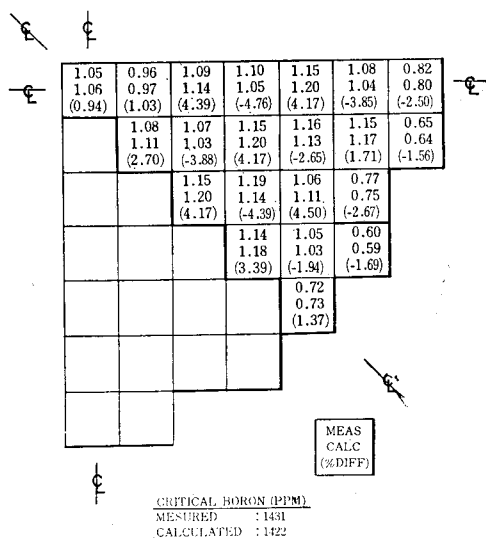 1.05 0.96 1.09 1.10 1.15 1.08 0.82
1.06 0.97 1.14 1.05 1.20 1.04 0.80
(0.94) (1.03) (4.39) (-4.76) (4.17) (-3.85) (-2.50)
1.08 1.07 1.15 1.16 1.15 0.65
1.11 1.03 1.20 1.13 1.17 0.64
(2.70) (-3.88) (4.17) (-2.65) (1.71) (-1.56)
1.15 1.19 1.06 0.77
1.20 1.14 1.11 0.75
(4.17) (-4.39) (4.50) (-2.67)
1.14 1.05 0.60
1.18 1.03 0.59
(3.39) (-1.94) (-1.69)
0.72
0.73
(1.37)
MEAS
CALC
(%DIFF)
CRITICAL BORON (PPM)
MESURED : 1431
CALCULATED : 1422